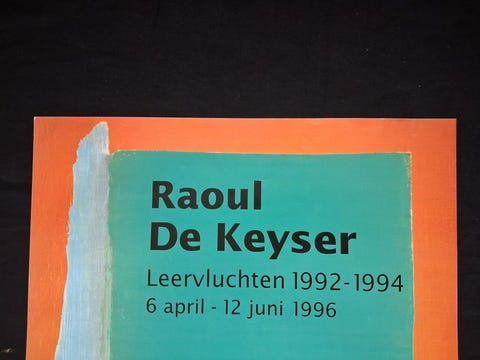 Raoul
De Keyser
Leervluchten 1992-1994
6 april - 12 juni 1996